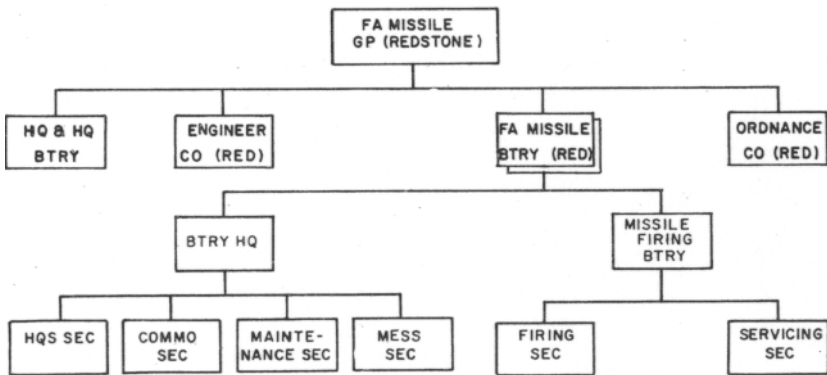 FA MISSILE
GP (REDSTONE)
HQ & HQ
BTRY
ENGINEER
CO (RED)
FA MISSILE
BTRY (RED)
ORDNANCE
CO (RED)
BTRY HQ
MISSILE
FIRING
BTRY
HQS SEC
COMMO
SEC
MAINTE-
NANCE SEC
MESS
SEC
FIRING
SEC
SERVICING
SEC